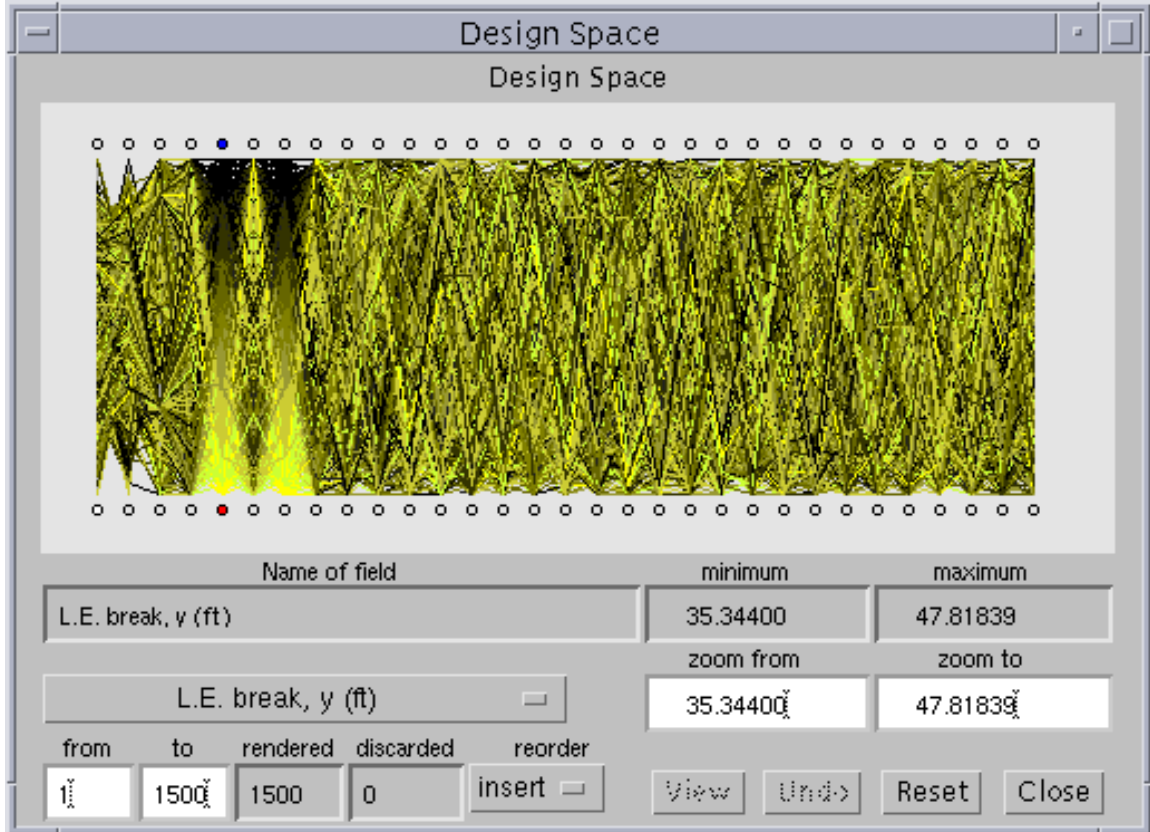 Design Space
Design Space
Name of field minimum maximum
L.E. break, y (ft) 35.34400 47.81839
zoom from zoom to
L.E. break, y (ft) 35.34400 47.81839
from to rendered discarded reorder
1 1500 1500 0 insert View Undo Reset Close